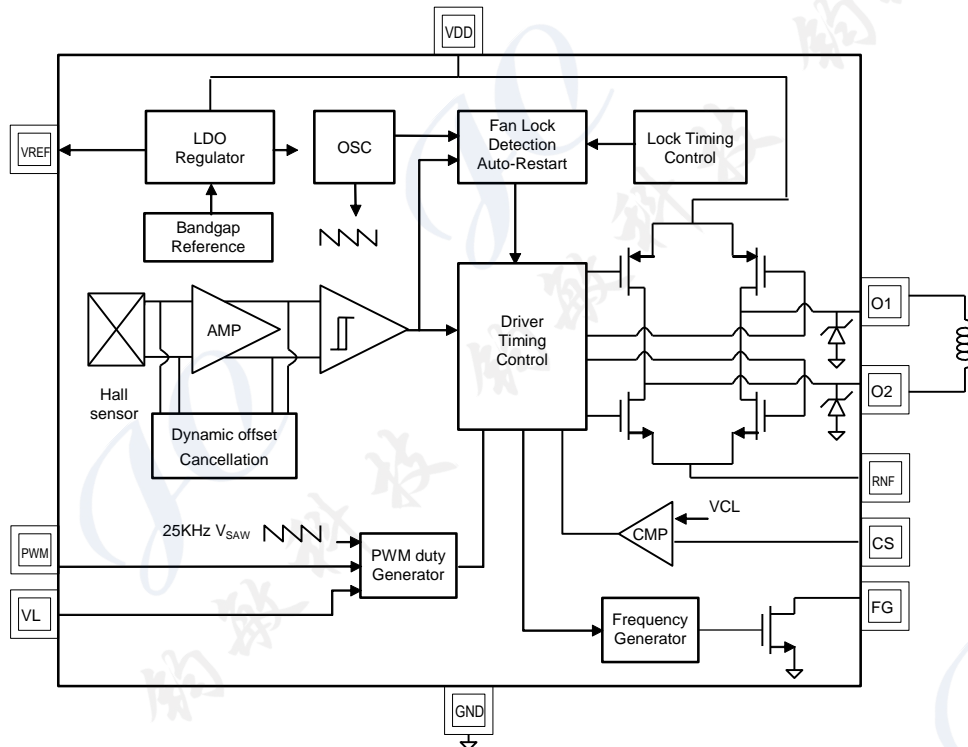 VDD
VREF
LDO
Regulator
OSC
Fan Lock
Detection
Auto-Restart
Lock Timing
Control
Bandgap
Reference
AMP
Hall
sensor
Dynamic offset
Cancellation
Driver
Timing
Control
O1
O2
RNF
VCL
CMP
CS
25KHz VSAW
PWM
PWM duty
Generator
VL
FG
Frequency
Generator
GND